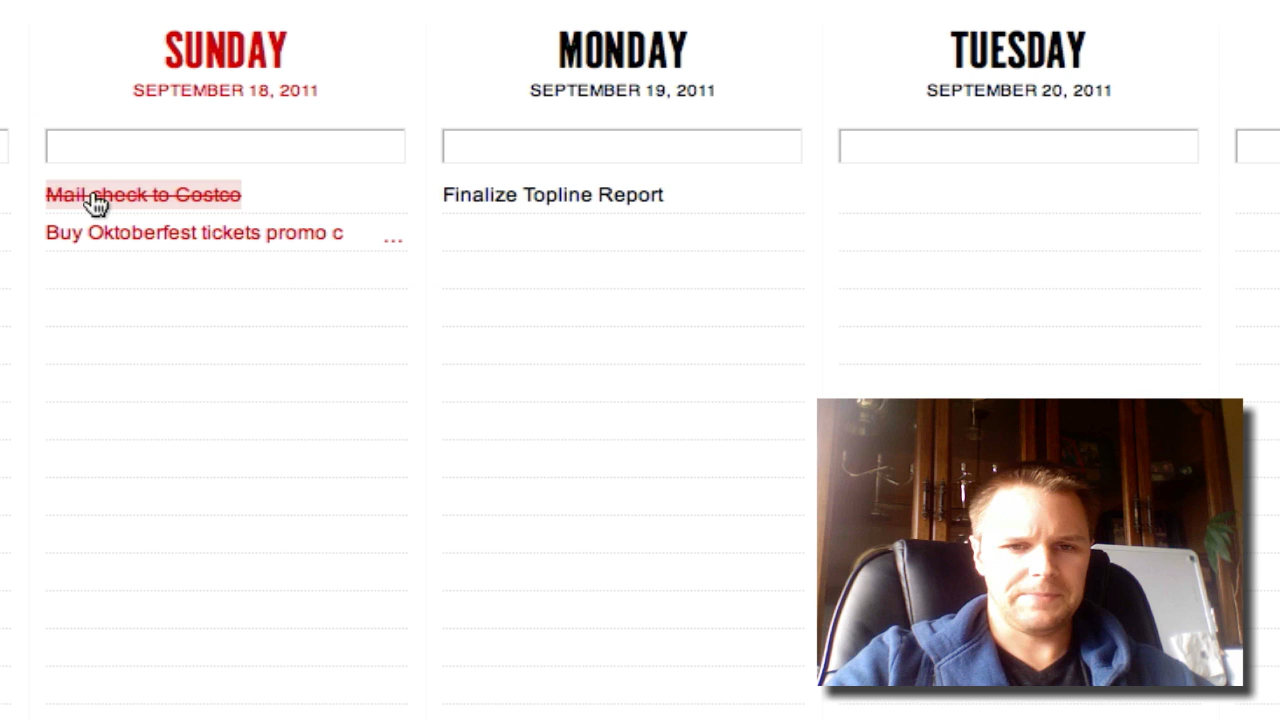 SUNDAY
SEPTEMBER 18, 2011
Mail check to Costco
Buy Oktoberfest tickets promo c ...
MONDAY
SEPTEMBER 19, 2011
Finalize Topline Report
TUESDAY
SEPTEMBER 20, 2011